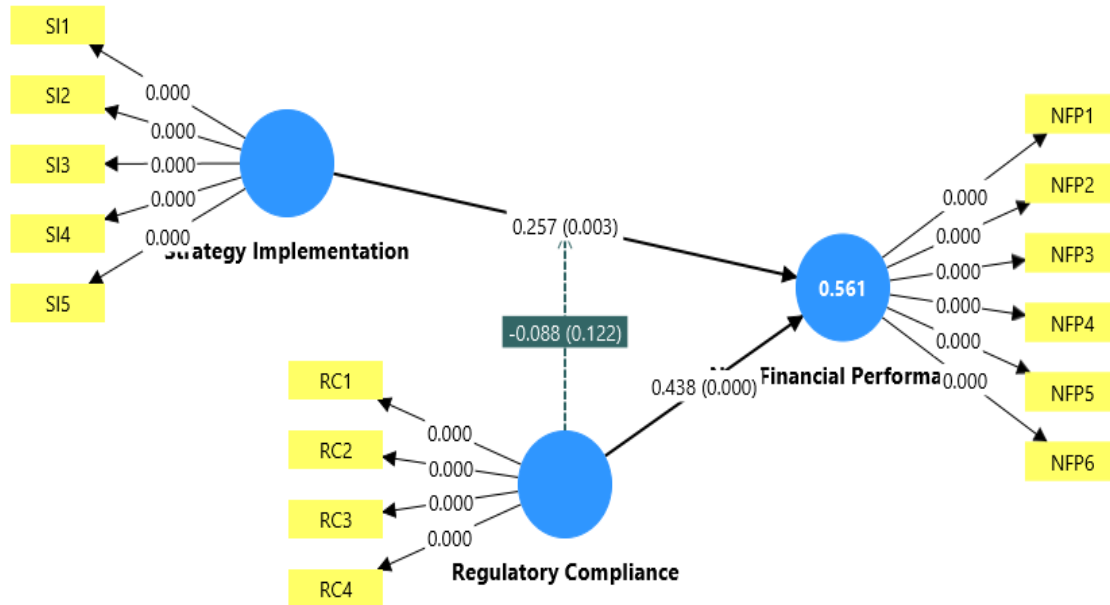 SI1
SI2
SI3
SI4
SI5
0.000
0.000
0.000
0.000
0.000
Strategy Implementation
0.257 (0.003)
-0.088 (0.122)
0.438 (0.000)
0.561
Financial Performa
0.000
0.000
0.000
0.000
0.000
0.000
NFP1
NFP2
NFP3
NFP4
NFP5
NFP6
RC1
RC2
RC3
RC4
0.000
0.000
0.000
0.000
Regulatory Compliance